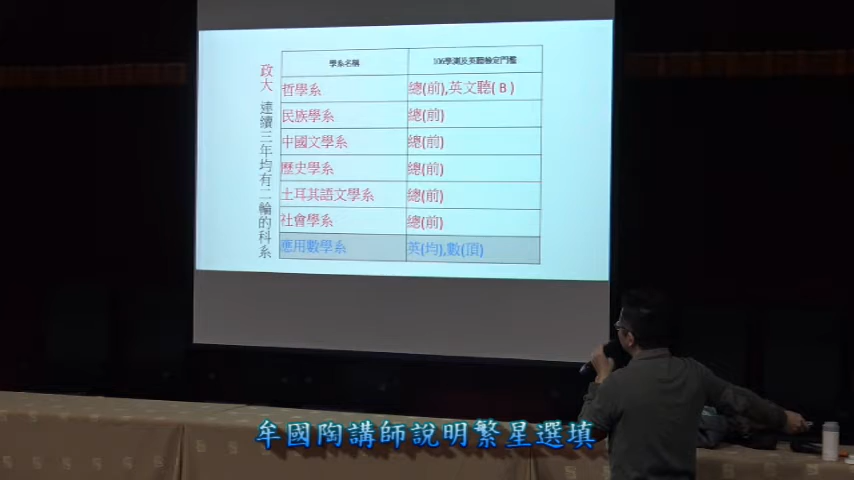 政大 連續三年均有二輪的科系
學系名稱 106學測及英聽檢定門檻
哲學系 總(前),英文聽(B)
民族學系 總(前)
中國文學系 總(前)
歷史學系 總(前)
土耳其語文學系 總(前)
社會學系 總(前)
應用數學系 英(均),數(頂)
牟國陶講師說明繁星選填